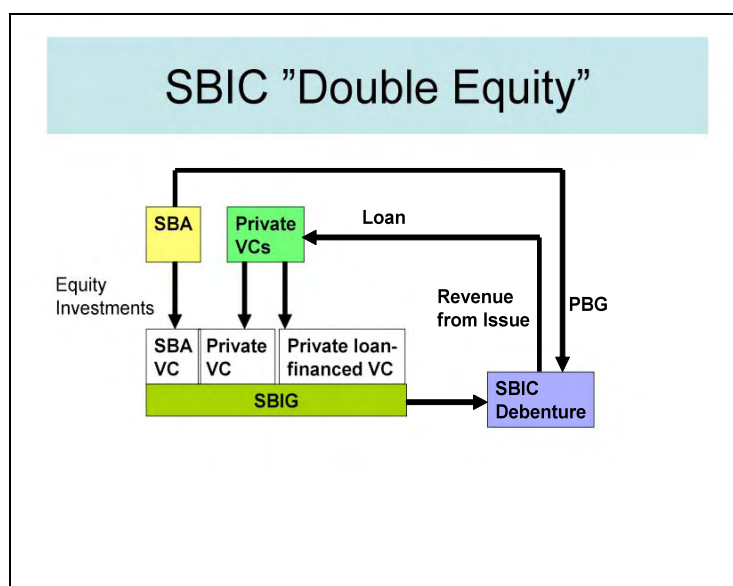 SBIC ”Double Equity”
SBA
Private
VCs
Loan
Equity
Investments
Revenue
from Issue
PBG
SBA
VC
Private
VC
Private loan-
financed VC
SBIG
SBIC
Debenture